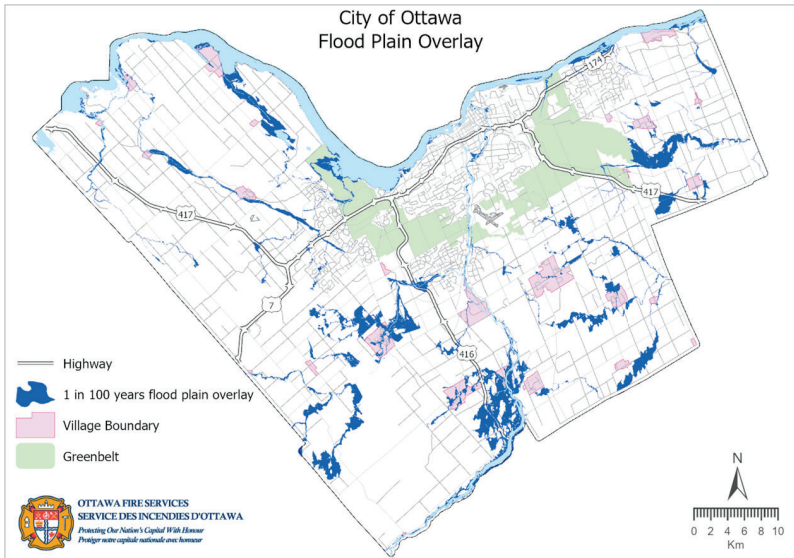 City of Ottawa
Flood Plain Overlay
174
417
417
7
416
Highway
1 in 100 years flood plain overlay
Village Boundary
Greenbelt
OTTAWA FIRE SERVICES
SERVICE DES INCENDIES D'OTTAWA
Protecting Our Nation's Capital With Honour
Protéger notre capitale nationale avec honneur
N
0 2 4 6 8 10
Km